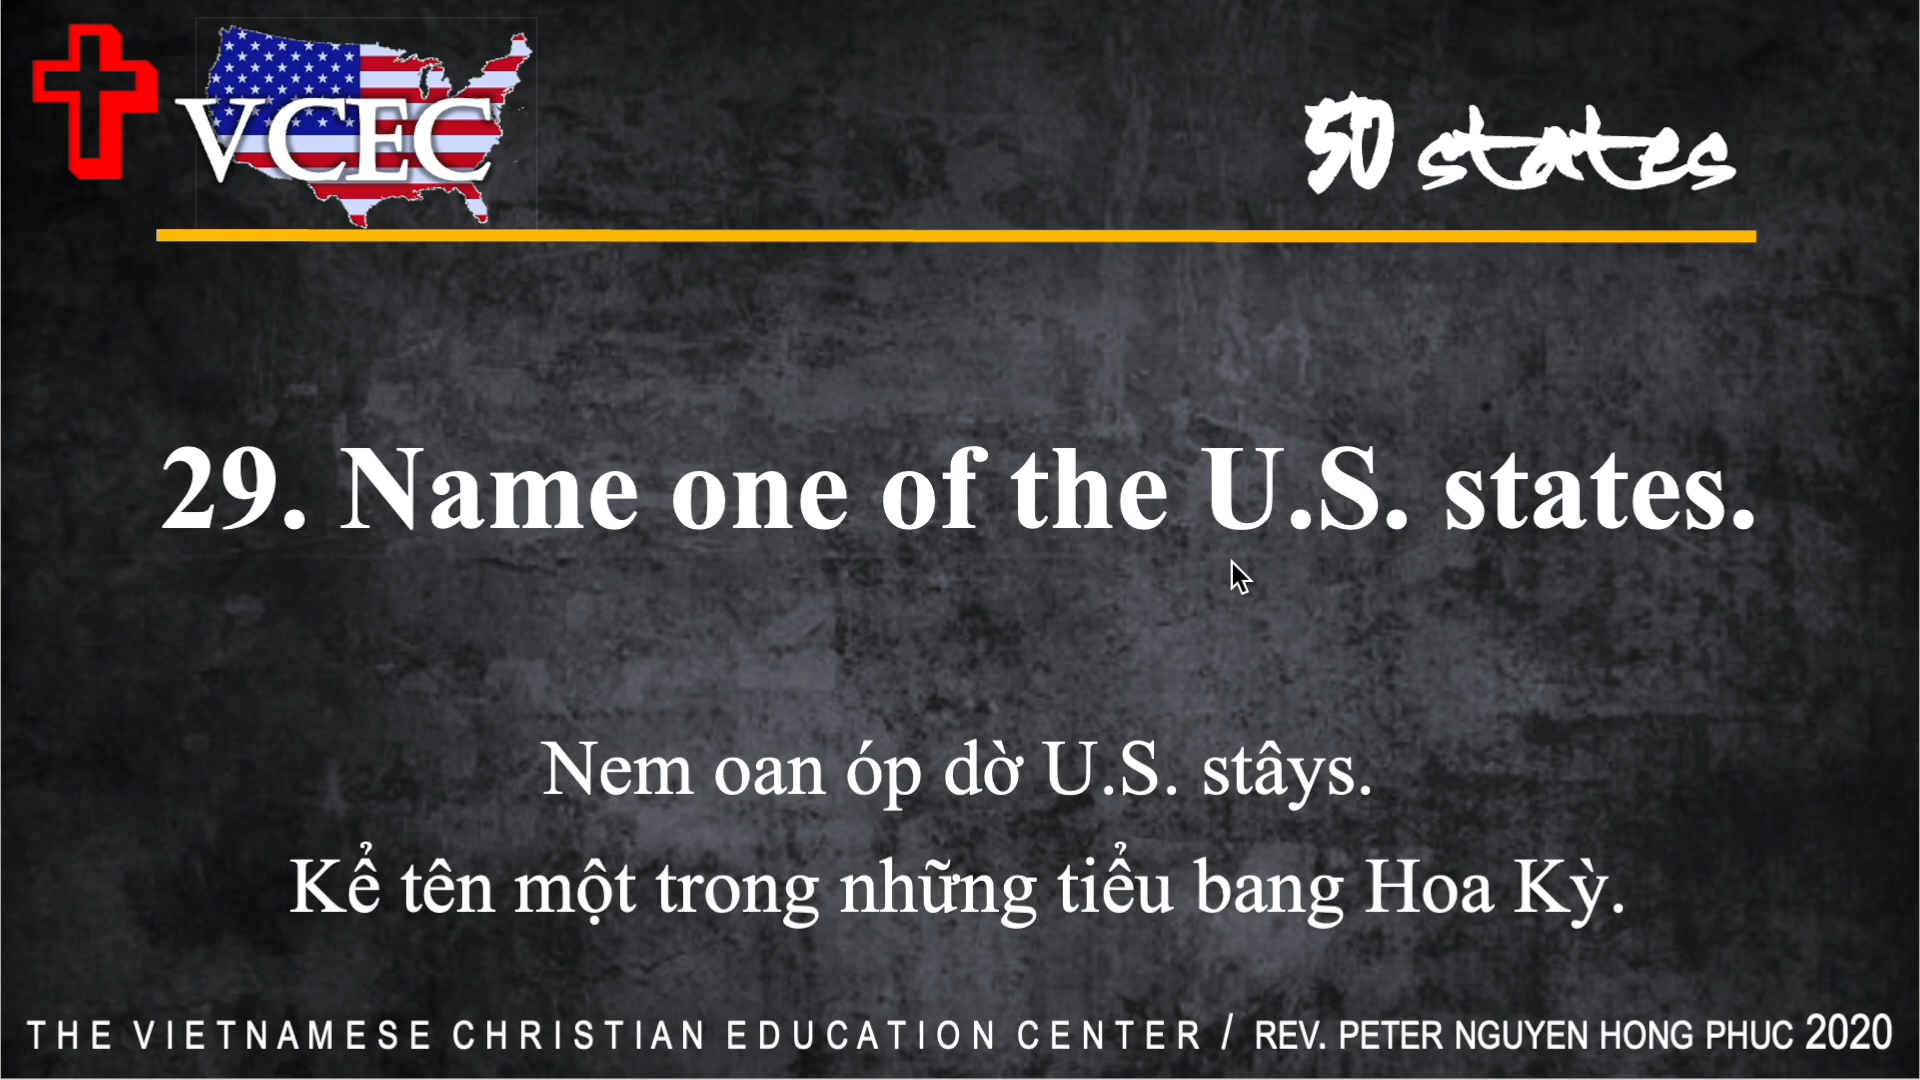 VCEC
50 states
29. Name one of the U.S. states.
Nem oan óp dờ U.S. stâys.
Kể tên một trong những tiểu bang Hoa Kỳ.
THE VIETNAMESE CHRISTIAN EDUCATION CENTER / REV. PETER NGUYEN HONG PHUC 2020